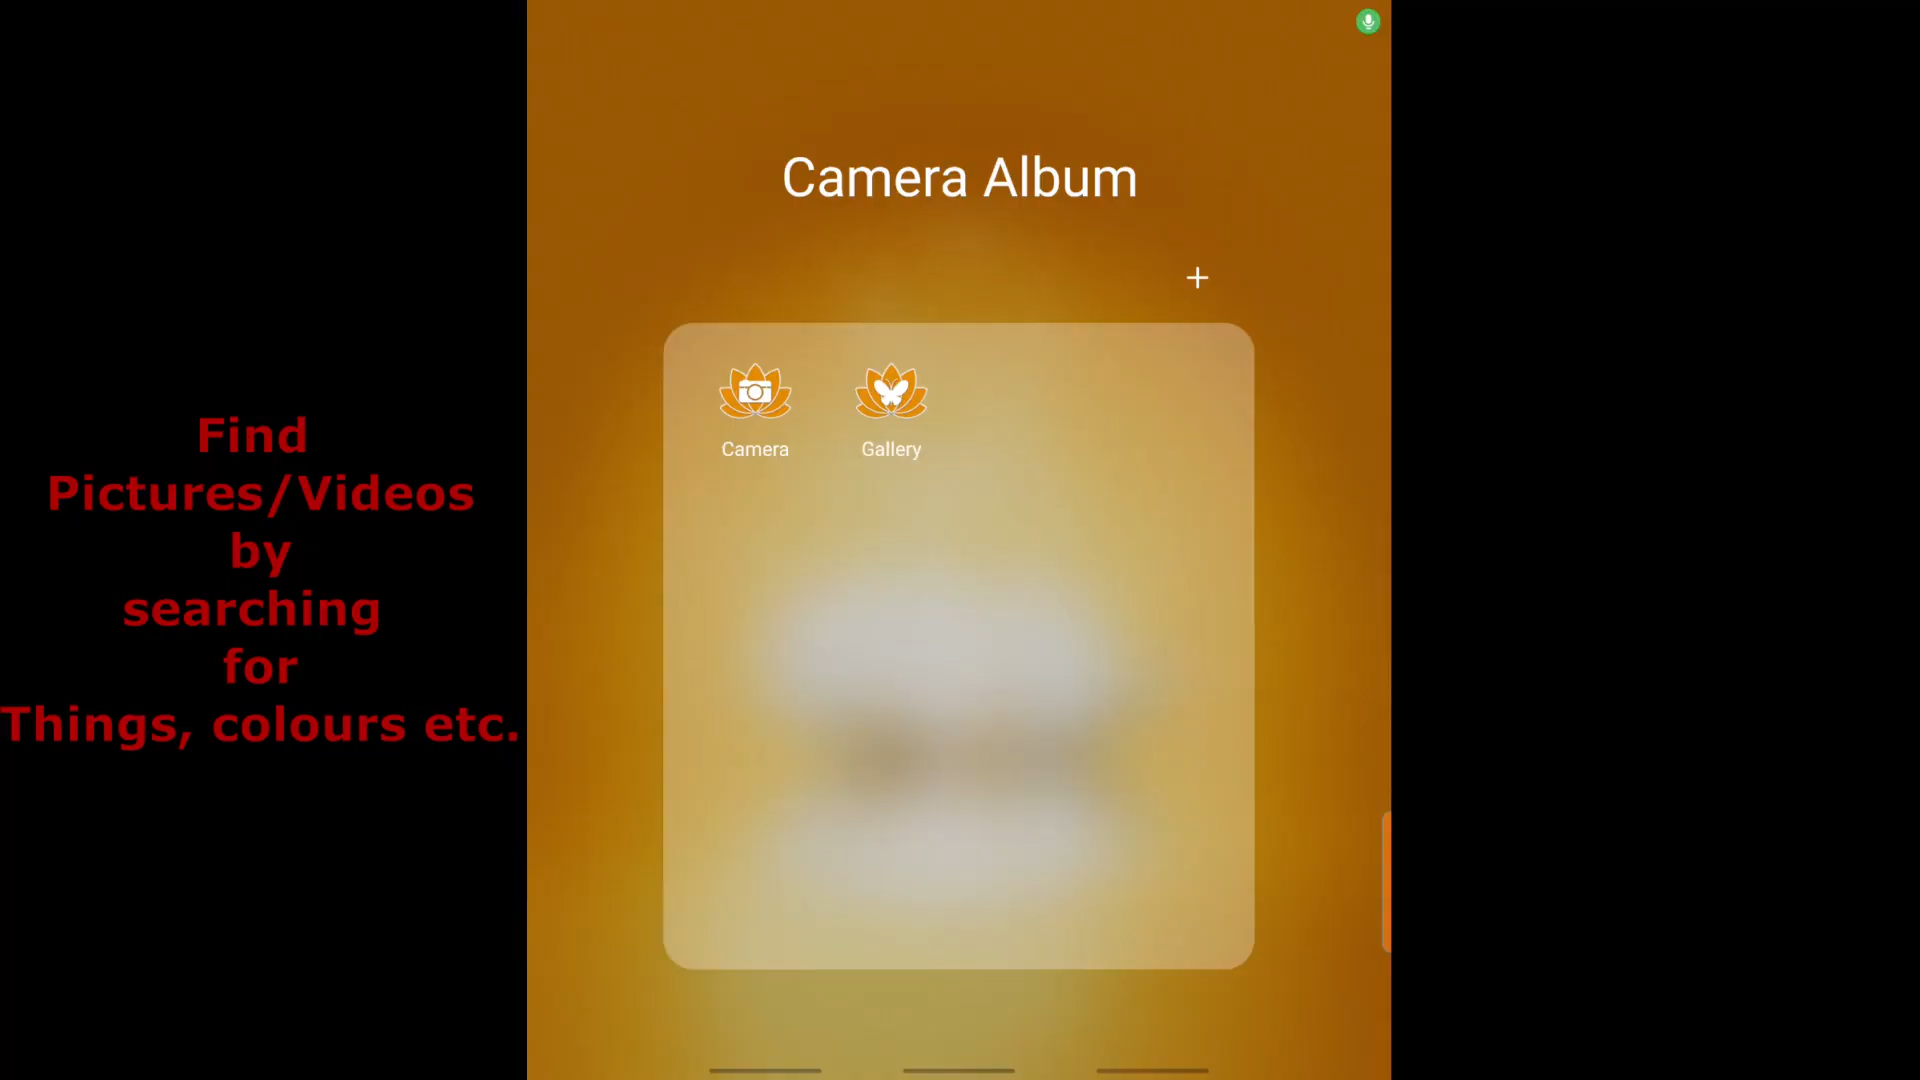 Camera Album
+
Camera
Gallery
Find
Pictures/Videos
by
searching
for
Things, colours etc.